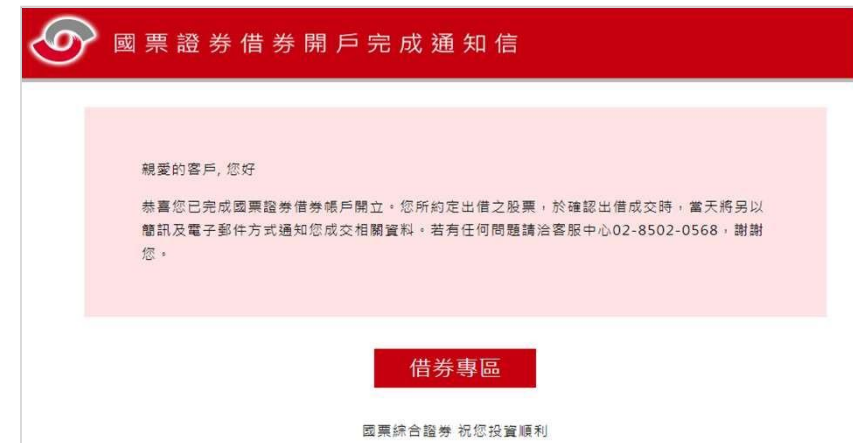 國票證券借券開戶完成通知信
親愛的客戶, 您好
恭喜您已完成國票證券借券帳戶開立。您所約定出借之股票，於確認出借成交時，當天將另以
簡訊及電子郵件方式通知您成交相關資料。若有任何問題請洽客服中心02-8502-0568，謝謝
您。
借券專區
國票綜合證券 祝您投資順利